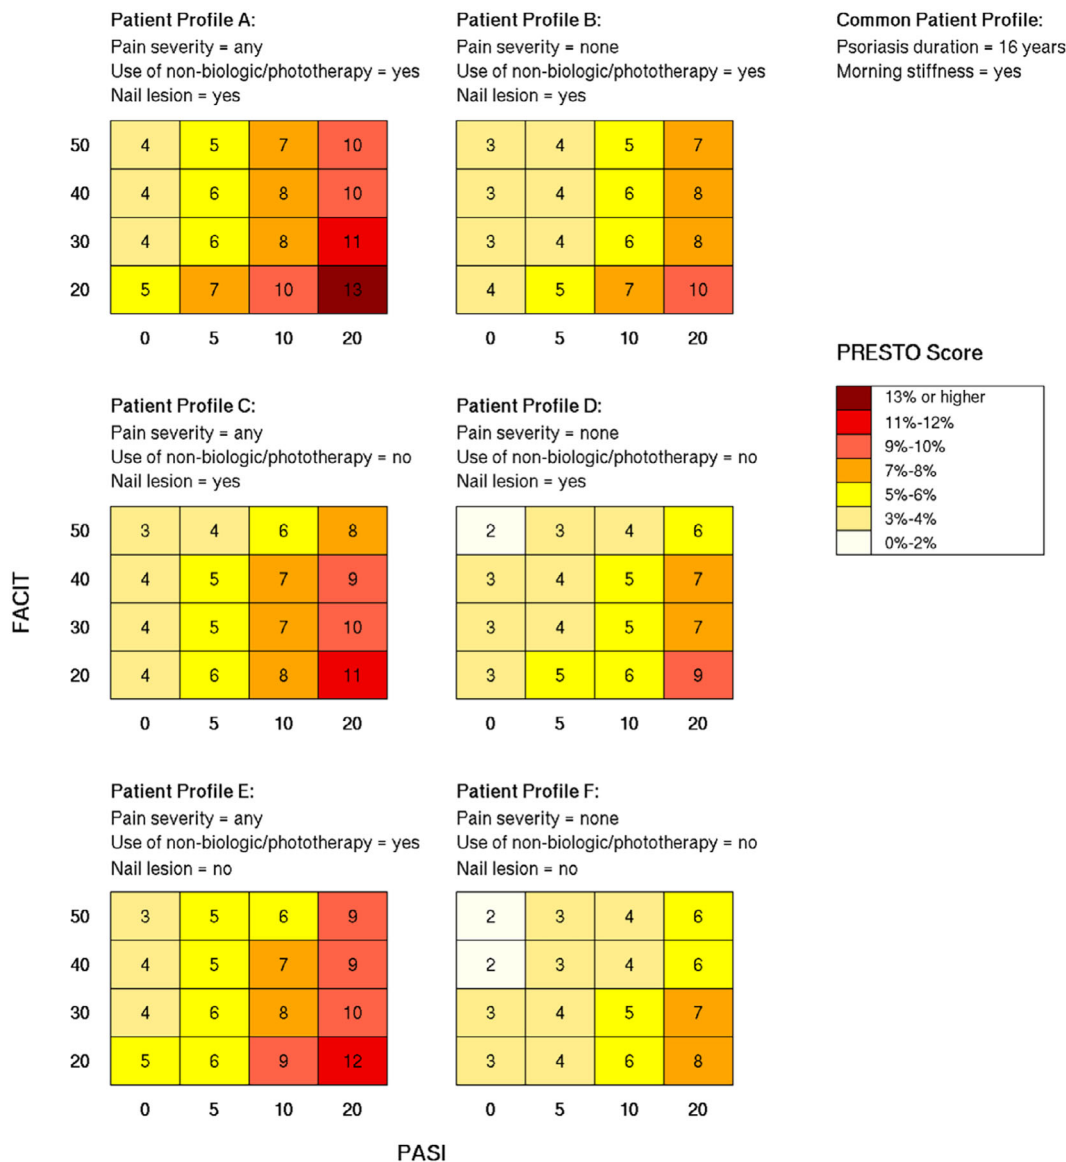 Patient Profile A:
Pain severity = any
Use of non-biologic/phototherapy = yes
Nail lesion = yes
50 4 5 7 10
40 4 6 8 10
30 4 6 8 11
20 5 7 10 13
0 5 10 20
Patient Profile B:
Pain severity = none
Use of non-biologic/phototherapy = yes
Nail lesion = yes
3 4 5 7
3 4 6 8
3 4 6 8
4 5 7 10
0 5 10 20
Common Patient Profile:
Psoriasis duration = 16 years
Morning stiffness = yes
PRESTO Score
13% or higher
11%-12%
9%-10%
7%-8%
5%-6%
3%-4%
0%-2%
Patient Profile C:
Pain severity = any
Use of non-biologic/phototherapy = no
Nail lesion = yes
50 3 4 6 8
40 4 5 7 9
30 4 5 7 10
20 4 6 8 11
0 5 10 20
Patient Profile D:
Pain severity = none
Use of non-biologic/phototherapy = no
Nail lesion = yes
2 3 4 6
3 4 5 7
3 4 5 7
3 5 6 9
0 5 10 20
FACIT
Patient Profile E:
Pain severity = any
Use of non-biologic/phototherapy = yes
Nail lesion = no
50 3 5 6 9
40 4 5 7 9
30 4 6 8 10
20 5 6 9 12
0 5 10 20
Patient Profile F:
Pain severity = none
Use of non-biologic/phototherapy = no
Nail lesion = no
2 3 4 6
2 3 4 6
3 4 5 7
3 4 6 8
0 5 10 20
PASI